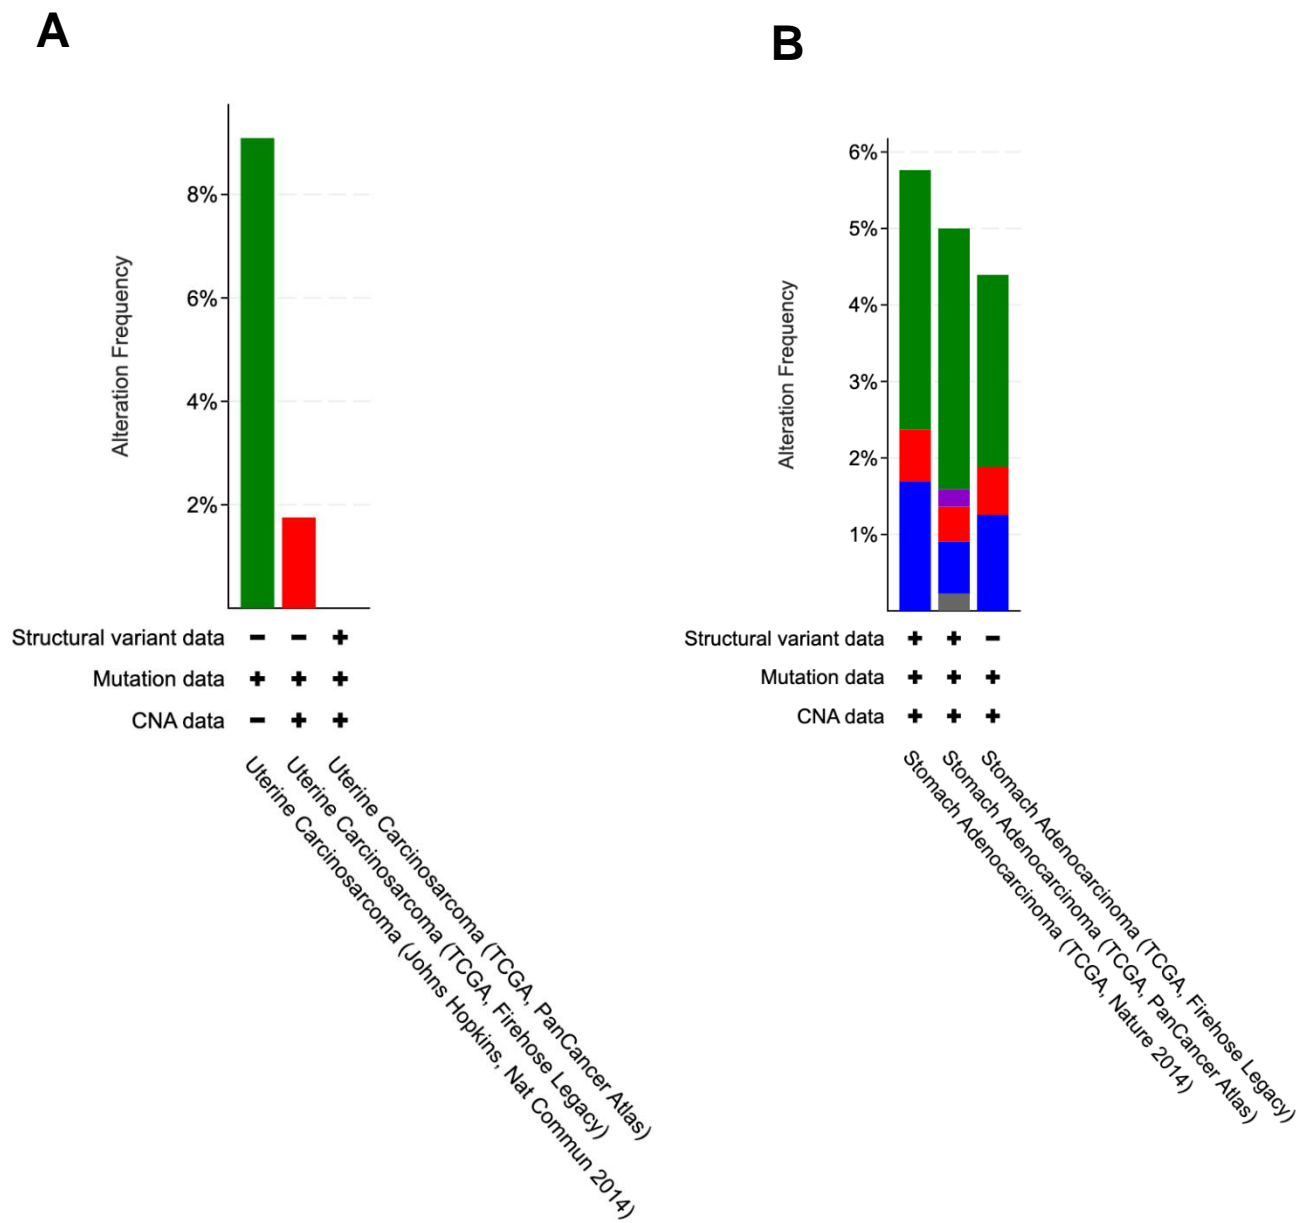 A
8%
6%
4%
2%
Alteration Frequency
Structural variant data − − +
Mutation data + + +
CNA data − + +
Uterine Carcinosarcoma (Johns Hopkins, Nat Commun 2014)
Uterine Carcinosarcoma (TCGA, Firehose Legacy)
Uterine Carcinosarcoma (TCGA, PanCancer Atlas)
B
6%
5%
4%
3%
2%
1%
Alteration Frequency
Structural variant data + + −
Mutation data + + +
CNA data + + +
Stomach Adenocarcinoma (TCGA, Nature 2014)
Stomach Adenocarcinoma (TCGA, PanCancer Atlas)
Stomach Adenocarcinoma (TCGA, Firehose Legacy)